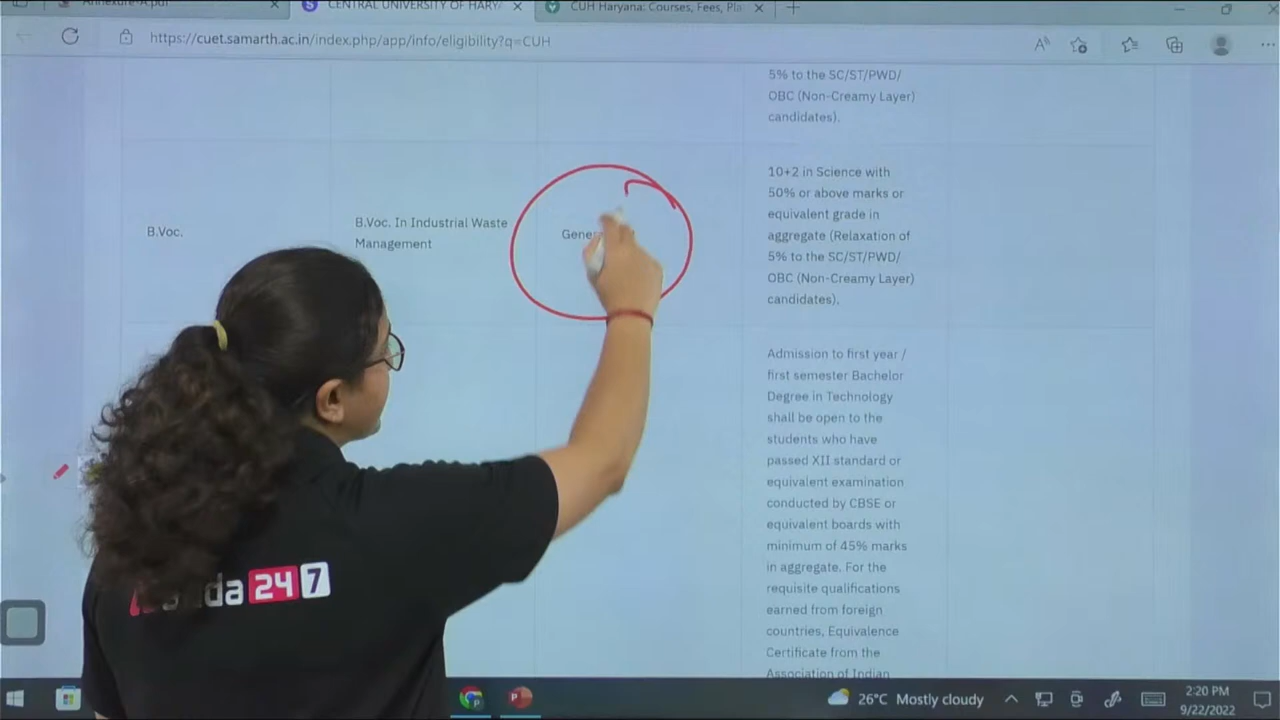 CENTRAL UNIVERSITY OF HARYA
CUH Haryana: Courses, Fees, Pla
https://cuet.samarth.ac.in/index.php/app/info/eligibility?q=CUH
5% to the SC/ST/PWD/
OBC (Non-Creamy Layer)
candidates).
B.Voc.
B.Voc. In Industrial Waste
Management
10+2 in Science with
50% or above marks or
equivalent grade in
aggregate (Relaxation of
5% to the SC/ST/PWD/
OBC (Non-Creamy Layer)
candidates).
Admission to first year /
first semester Bachelor
Degree in Technology
shall be open to the
students who have
passed XII standard or
equivalent examination
conducted by CBSE or
equivalent boards with
minimum of 45% marks
in aggregate. For the
requisite qualifications
earned from foreign
countries, Equivalence
Certificate from the
Association of Indian
247
26°C Mostly cloudy
2:20 PM
9/22/2022